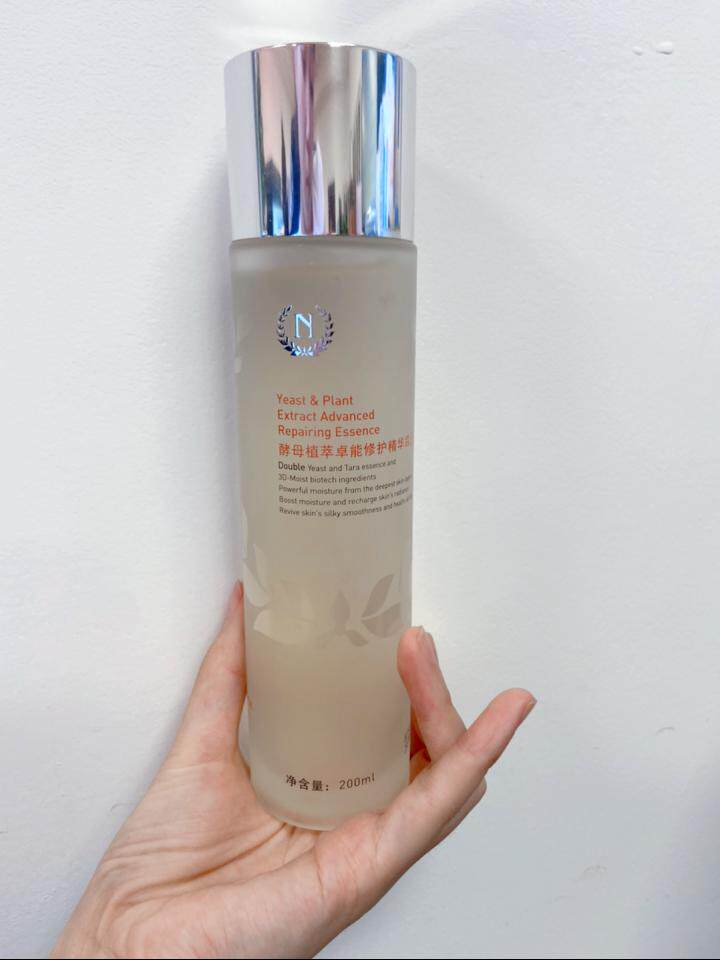 N
Yeast & Plant
Extract Advanced
Repairing Essence
酵母植萃卓能修护精华
Double Yeast and Tara essence and
3D-Moist biotech ingredients
Powerful moisture from the deepest skin
Boost moisture and recharge skin's radiance
Revive skin's silky smoothness and health
净含量: 200ml